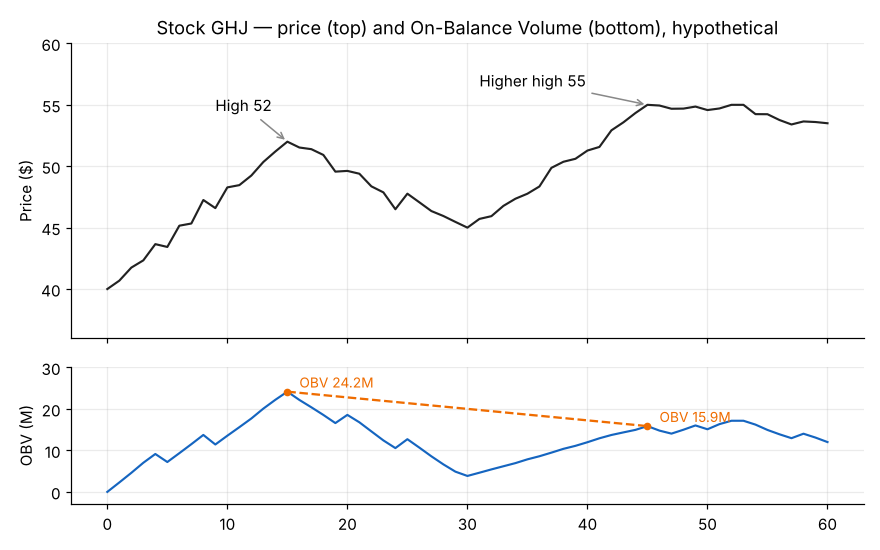 Stock GHJ — price (top) and On-Balance Volume (bottom), hypothetical
Price ($)
60
55
50
45
40
High 52
Higher high 55
OBV (M)
30
20
10
0
OBV 24.2M
OBV 15.9M
0 10 20 30 40 50 60